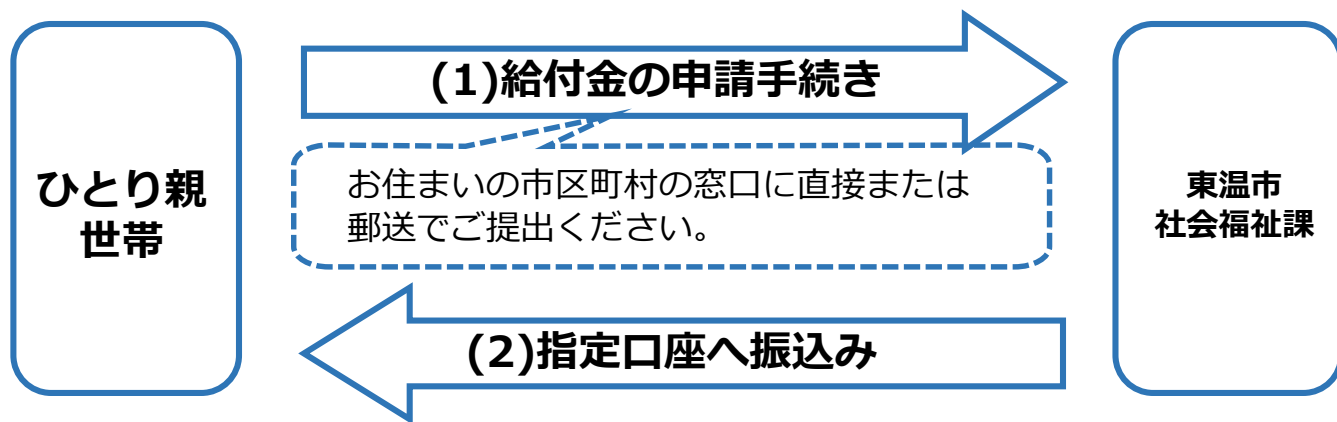 (1)給付金の申請手続き
ひとり親
世帯
お住まいの市区町村の窓口に直接または
郵送でご提出ください。
東温市
社会福祉課
(2)指定口座へ振込み